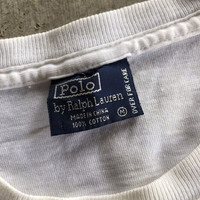 Polo
by Ralph Lauren
MADE IN CHINA
100% COTTON
M
OVER FOR CARE